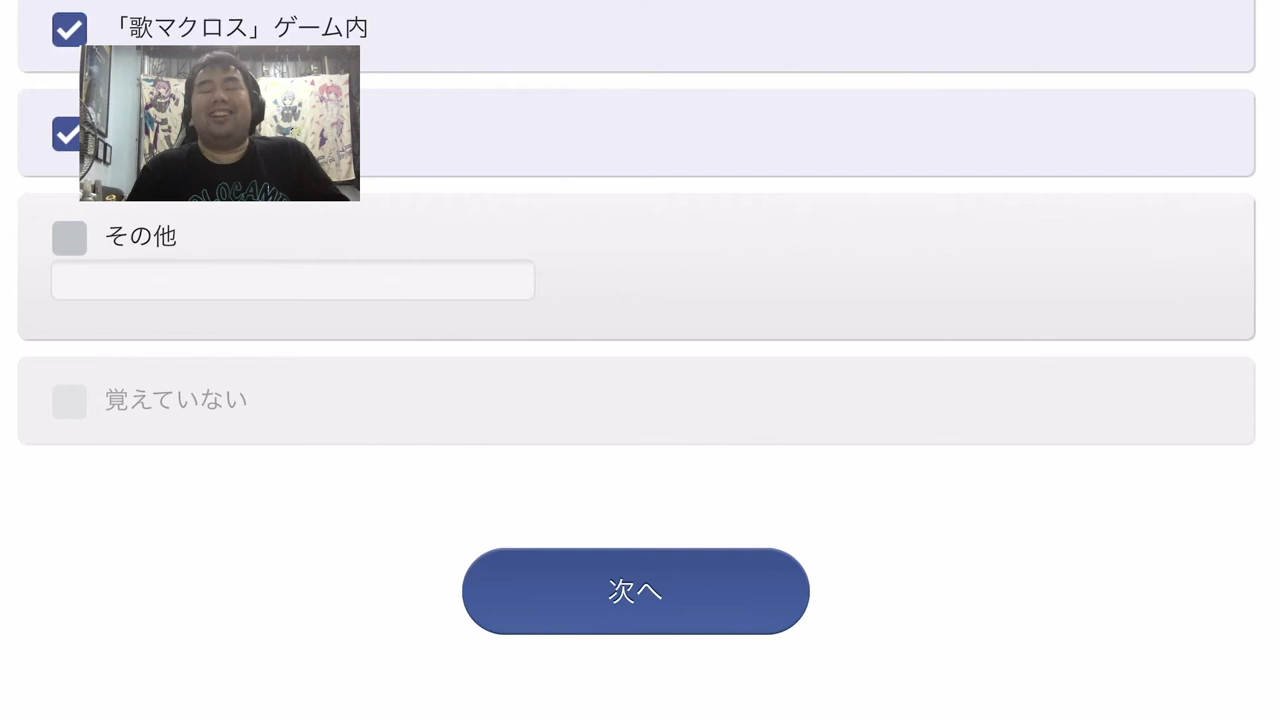 「歌マクロス」ゲーム内
その他
覚えていない
次へ